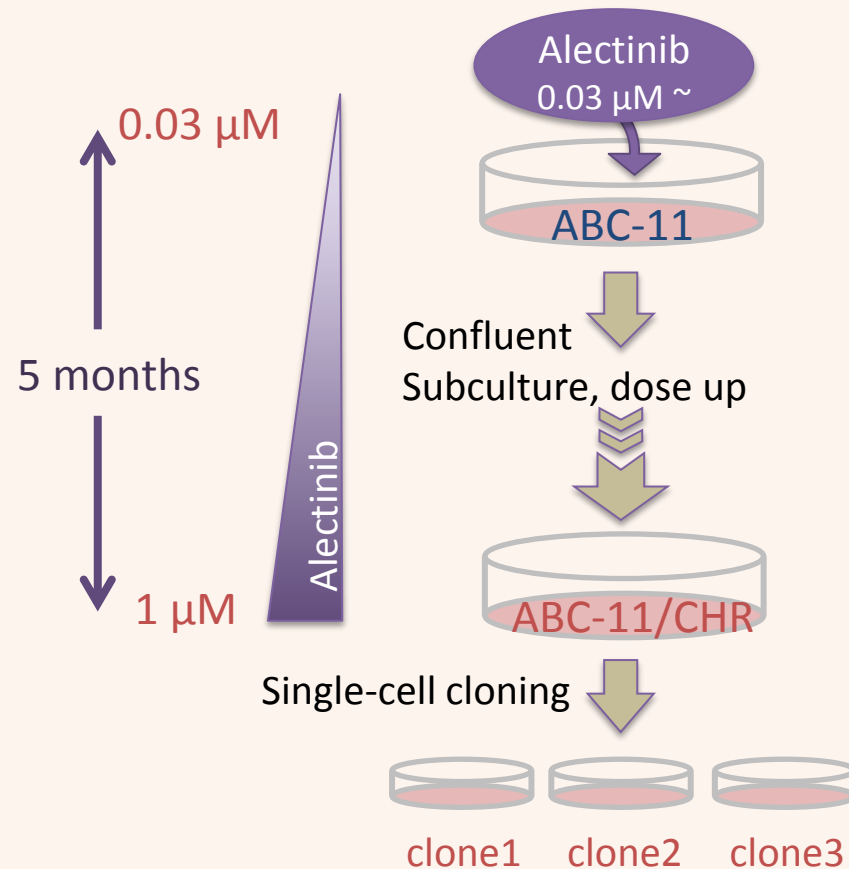 Alectinib
0.03 µM ~
0.03 µM
ABC-11
Confluent
Subculture, dose up
5 months
Alectinib
1 µM
ABC-11/CHR
Single-cell cloning
clone1
clone2
clone3